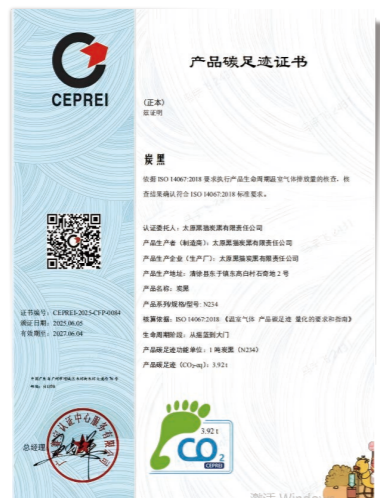 CEPREI
产品碳足迹证书
(正本)
兹证明
炭黑
依据 ISO 14067:2018 要求执行产品生命周期温室气体排放量的核查，核
查结果确认符合 ISO 14067:2018 标准要求。
认证委托人：太原黑猫炭黑有限责任公司
产品生产者（制造商）：太原黑猫炭黑有限责任公司
产品生产企业（生产厂）：太原黑猫炭黑有限责任公司
产品生产地址：清徐县东于镇东高白村石奇地 2 号
产品名称：炭黑
产品系列/规格/型号: N234
核算依据：ISO 14067:2018 《温室气体 产品碳足迹 量化的要求和指南》
生命周期阶段：从摇篮到大门
产品碳足迹功能单位：1 吨炭黑（N234）
产品碳足迹（CO₂-eq）：3.92 t
证书编号：CEPREI-2025-CFP-0084
颁证日期：2025.06.05
有效期至：2027.06.04
总经理
3.92 t
CO2
CEPREI
激活 Windo